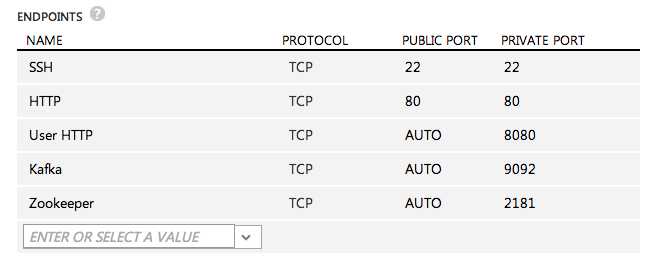 ENDPOINTS ?
NAME PROTOCOL PUBLIC PORT PRIVATE PORT
SSH TCP 22 22
HTTP TCP 80 80
User HTTP TCP AUTO 8080
Kafka TCP AUTO 9092
Zookeeper TCP AUTO 2181
ENTER OR SELECT A VALUE